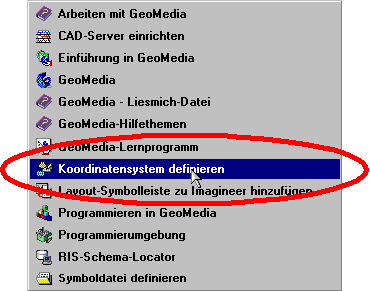 Arbeiten mit GeoMedia
CAD-Server einrichten
Einführung in GeoMedia
GeoMedia
GeoMedia - Liesmich-Datei
GeoMedia-Hilfethemen
GeoMedia-Lernprogramm
Koordinatensystem definieren
Layout-Symbolleiste zu Imagineer hinzufügen
Programmieren in GeoMedia
Programmierumgebung
RIS-Schema-Locator
Symboldatei definieren